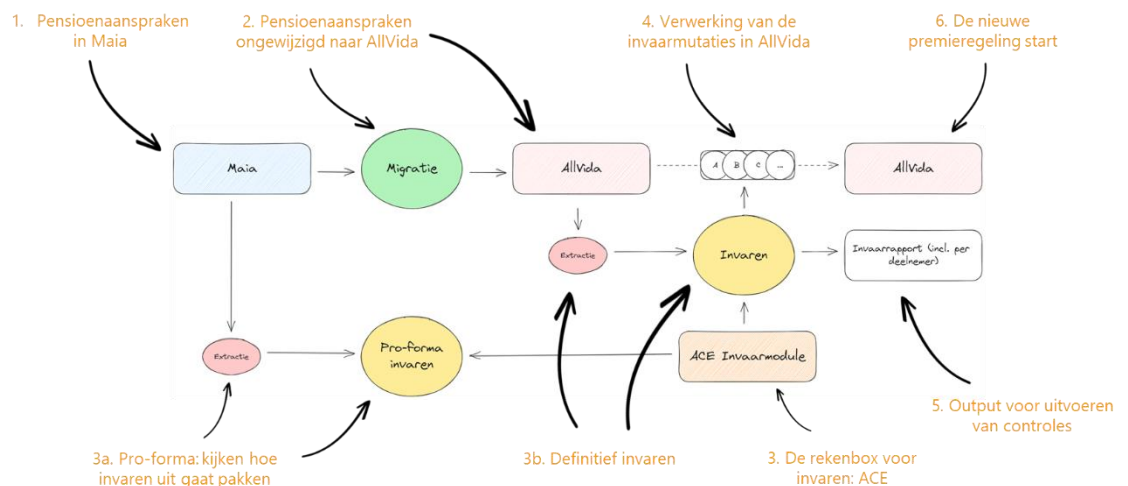 1. Pensioenaanspraken
in Maia
2. Pensioenaanspraken
ongewijzigd naar AllVida
4. Verwerking van de
invaarmutaties in AllVida
6. De nieuwe
premieregeling start
Maia
Migratie
AllVida
A B C ...
AllVida
Extractie
Invaren
Invaarrapport (incl. per
deelnemer)
Extractie
Pro-forma
invaren
ACE Invaarmodule
5. Output voor uitvoeren
van controles
3a. Pro-forma: kijken hoe
invaren uit gaat pakken
3b. Definitief invaren
3. De rekenbox voor
invaren: ACE